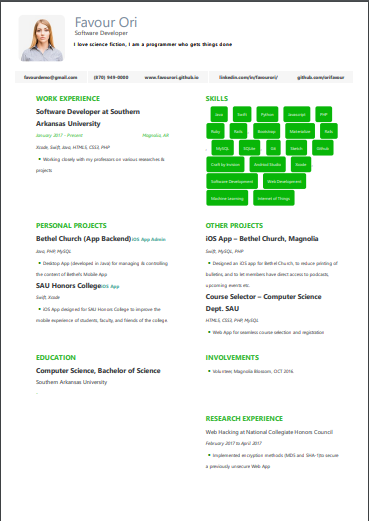 Favour Ori
Software Developer
I love science fiction, I am a programmer who gets things done
favourdemo@gmail.com (870) 949-0000 www.favourori.github.io linkedin.com/in/favourori/ github.com/orifavour
WORK EXPERIENCE
Software Developer at Southern
Arkansas University
January 2017 - Present Magnolia, AR
Xcode, Swift, Java, HTML5, CSS3, PHP
• Working closely with my professors on various researches &
projects
SKILLS
Java Swift Python Javascript PHP
Ruby Rails Bootstrap Materialize Rails
MySQL SQLite Git Sketch Github
Craft by Invision Android Studio Xcode
Software Development Web Development
Machine Learning Internet of Things
PERSONAL PROJECTS
Bethel Church (App Backend) iOS App Admin
Java, PHP, MySQL
• Desktop App (developed in Java) for managing & controlling
the content of Bethel's Mobile App
SAU Honors College iOS App
Swift, Xcode
• iOS App designed for SAU Honors College to improve the
mobile experience of students, faculty, and friends of the college
OTHER PROJECTS
iOS App – Bethel Church, Magnolia
Swift, MySQL, PHP
• Designed an iOS app for Bethel Church, to reduce printing of
bulletins, and to let members have direct access to podcasts,
upcoming events etc.
Course Selector – Computer Science
Dept. SAU
HTML5, CSS3, PHP, MySQL
• Web App for seamless course selection and registration
EDUCATION
Computer Science, Bachelor of Science
Southern Arkansas University
INVOLVEMENTS
• Volunteer, Magnolia Blossom, OCT 2016.
RESEARCH EXPERIENCE
Web Hacking at National Collegiate Honors Council
February 2017 to April, 2017
• Implemented encryption methods (MD5 and SHA-1)to secure
a previously unsecure Web App